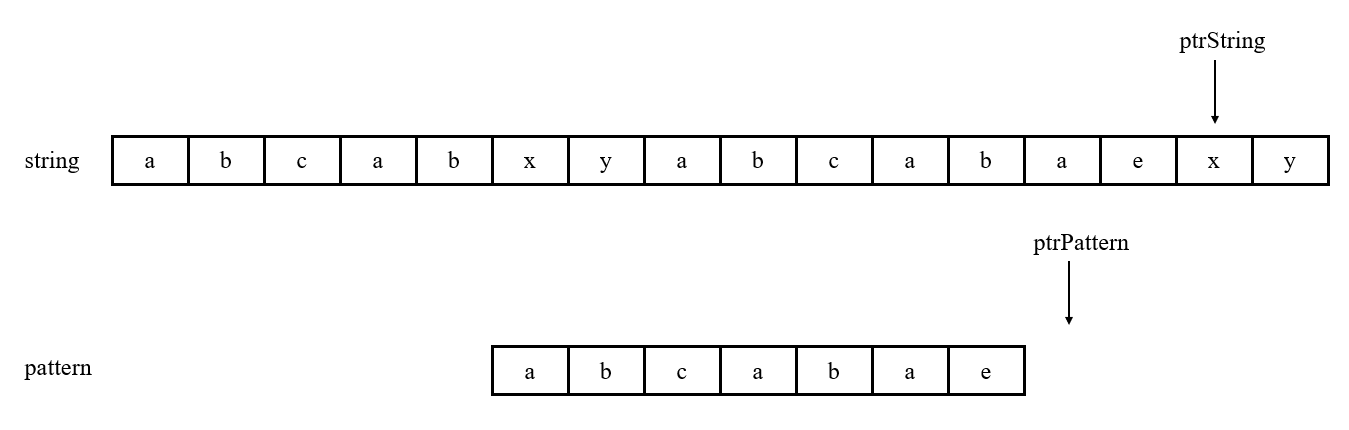 ptrString
string a b c a b x y a b c a b a e x y
ptrPattern
pattern a b c a b a e